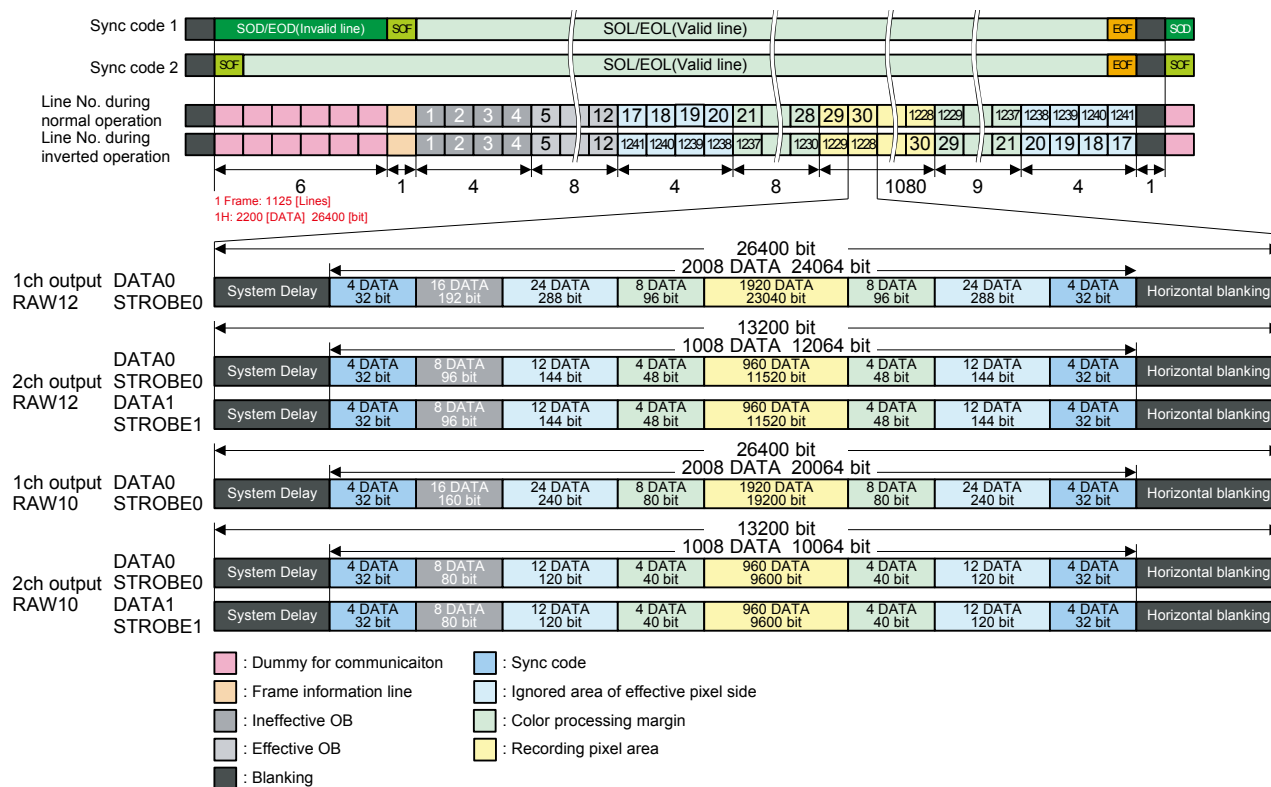 Sync code 1 SOD/EOD(Invalid line) SOF SOL/EOL(Valid line) EOF SOD
Sync code 2 SOF SOL/EOL(Valid line) EOF SOF
Line No. during
normal operation 1 2 3 4 5 12 17 18 19 20 21 28 29 30 1228 1229 1237 1238 1239 1240 1241
Line No. during
inverted operation 1 2 3 4 5 12 1241 1240 1239 1238 1237 1230 1229 1228 30 29 21 20 19 18 17
6 1 4 8 4 8 1080 9 4 1
1 Frame: 1125 [Lines]
1H: 2200 [DATA] 26400 [bit]
26400 bit
2008 DATA 24064 bit
1ch output DATA0
RAW12 STROBE0
System Delay
4 DATA 16 DATA 24 DATA 8 DATA 1920 DATA 8 DATA 24 DATA 4 DATA
32 bit 192 bit 288 bit 96 bit 23040 bit 96 bit 288 bit 32 bit
Horizontal blanking
13200 bit
1008 DATA 12064 bit
2ch output
RAW12
DATA0
STROBE0
System Delay
4 DATA 8 DATA 12 DATA 4 DATA 960 DATA 4 DATA 12 DATA 4 DATA
32 bit 96 bit 144 bit 48 bit 11520 bit 48 bit 144 bit 32 bit
Horizontal blanking
DATA1
STROBE1
System Delay
4 DATA 8 DATA 12 DATA 4 DATA 960 DATA 4 DATA 12 DATA 4 DATA
32 bit 96 bit 144 bit 48 bit 11520 bit 48 bit 144 bit 32 bit
Horizontal blanking
26400 bit
2008 DATA 20064 bit
1ch output DATA0
RAW10 STROBE0
System Delay
4 DATA 16 DATA 24 DATA 8 DATA 1920 DATA 8 DATA 24 DATA 4 DATA
32 bit 160 bit 240 bit 80 bit 19200 bit 80 bit 240 bit 32 bit
Horizontal blanking
13200 bit
1008 DATA 10064 bit
2ch output
RAW10
DATA0
STROBE0
System Delay
4 DATA 8 DATA 12 DATA 4 DATA 960 DATA 4 DATA 12 DATA 4 DATA
32 bit 80 bit 120 bit 40 bit 9600 bit 40 bit 120 bit 32 bit
Horizontal blanking
DATA1
STROBE1
System Delay
4 DATA 8 DATA 12 DATA 4 DATA 960 DATA 4 DATA 12 DATA 4 DATA
32 bit 80 bit 120 bit 40 bit 9600 bit 40 bit 120 bit 32 bit
Horizontal blanking
: Dummy for communicaiton
: Frame information line
: Ineffective OB
: Effective OB
: Blanking
: Sync code
: Ignored area of effective pixel side
: Color processing margin
: Recording pixel area